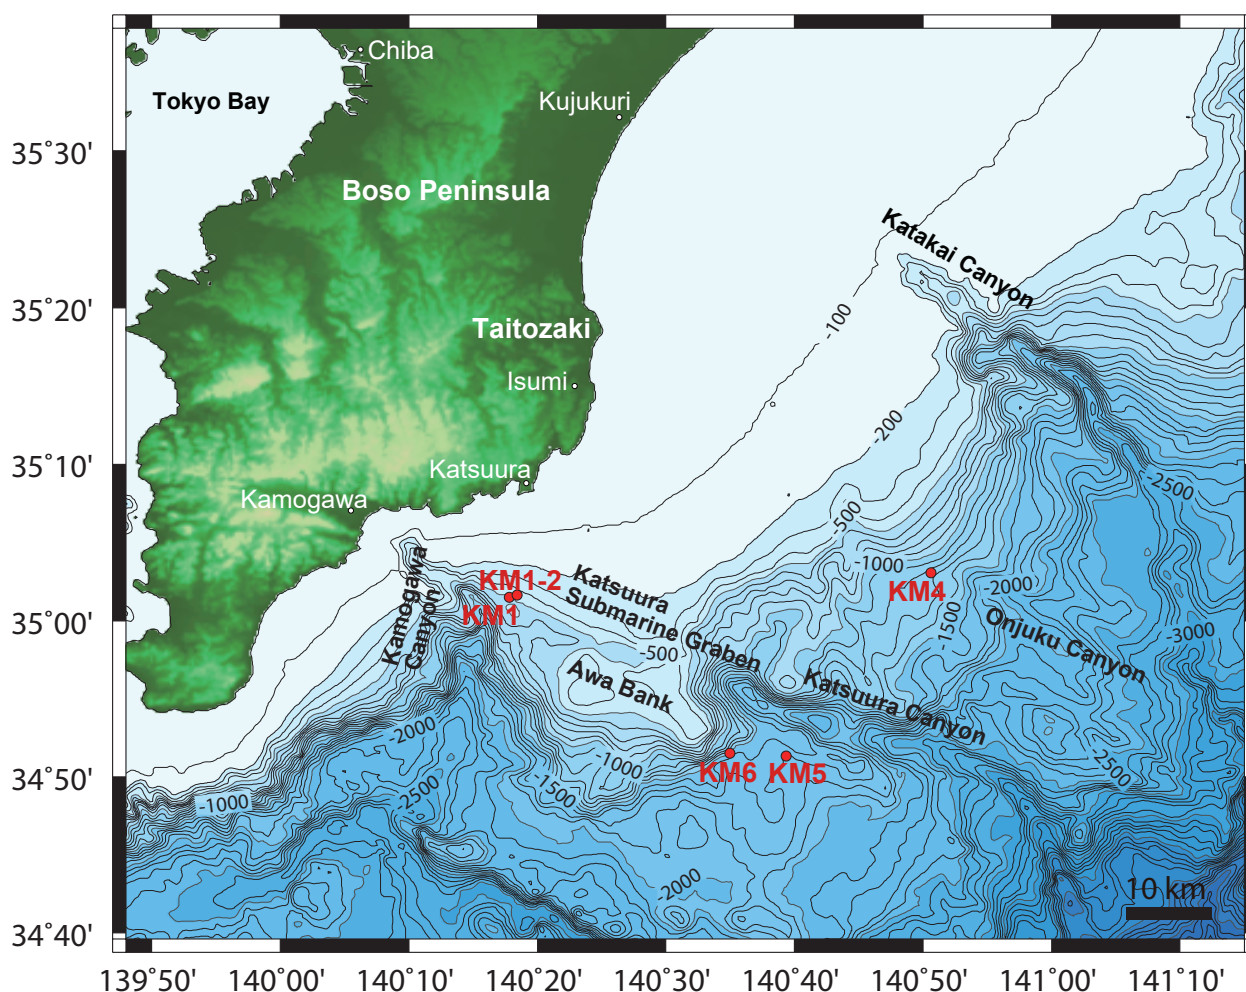 Chiba
Tokyo Bay
Kujukuri
35°30'
Boso Peninsula
Katakai Canyon
35°20'
-100
Taitozaki
Isumi
-200
35°10'
Katsuura
-2500
Kamogawa
-500
-1000
Kamogawa
Canyon
KM1-2
KM1
Katsuura
Submarine Graben
KM4
-2000
35°00'
-1500
Onjuku Canyon
-3000
-500
Awa Bank
Katsuura Canyon
-2000
-1000
KM6
KM5
-2500
34°50'
-1500
-2500
-1000
-2000
10 km
34°40'
139°50'
140°00'
140°10'
140°20'
140°30'
140°40'
140°50'
141°00'
141°10'